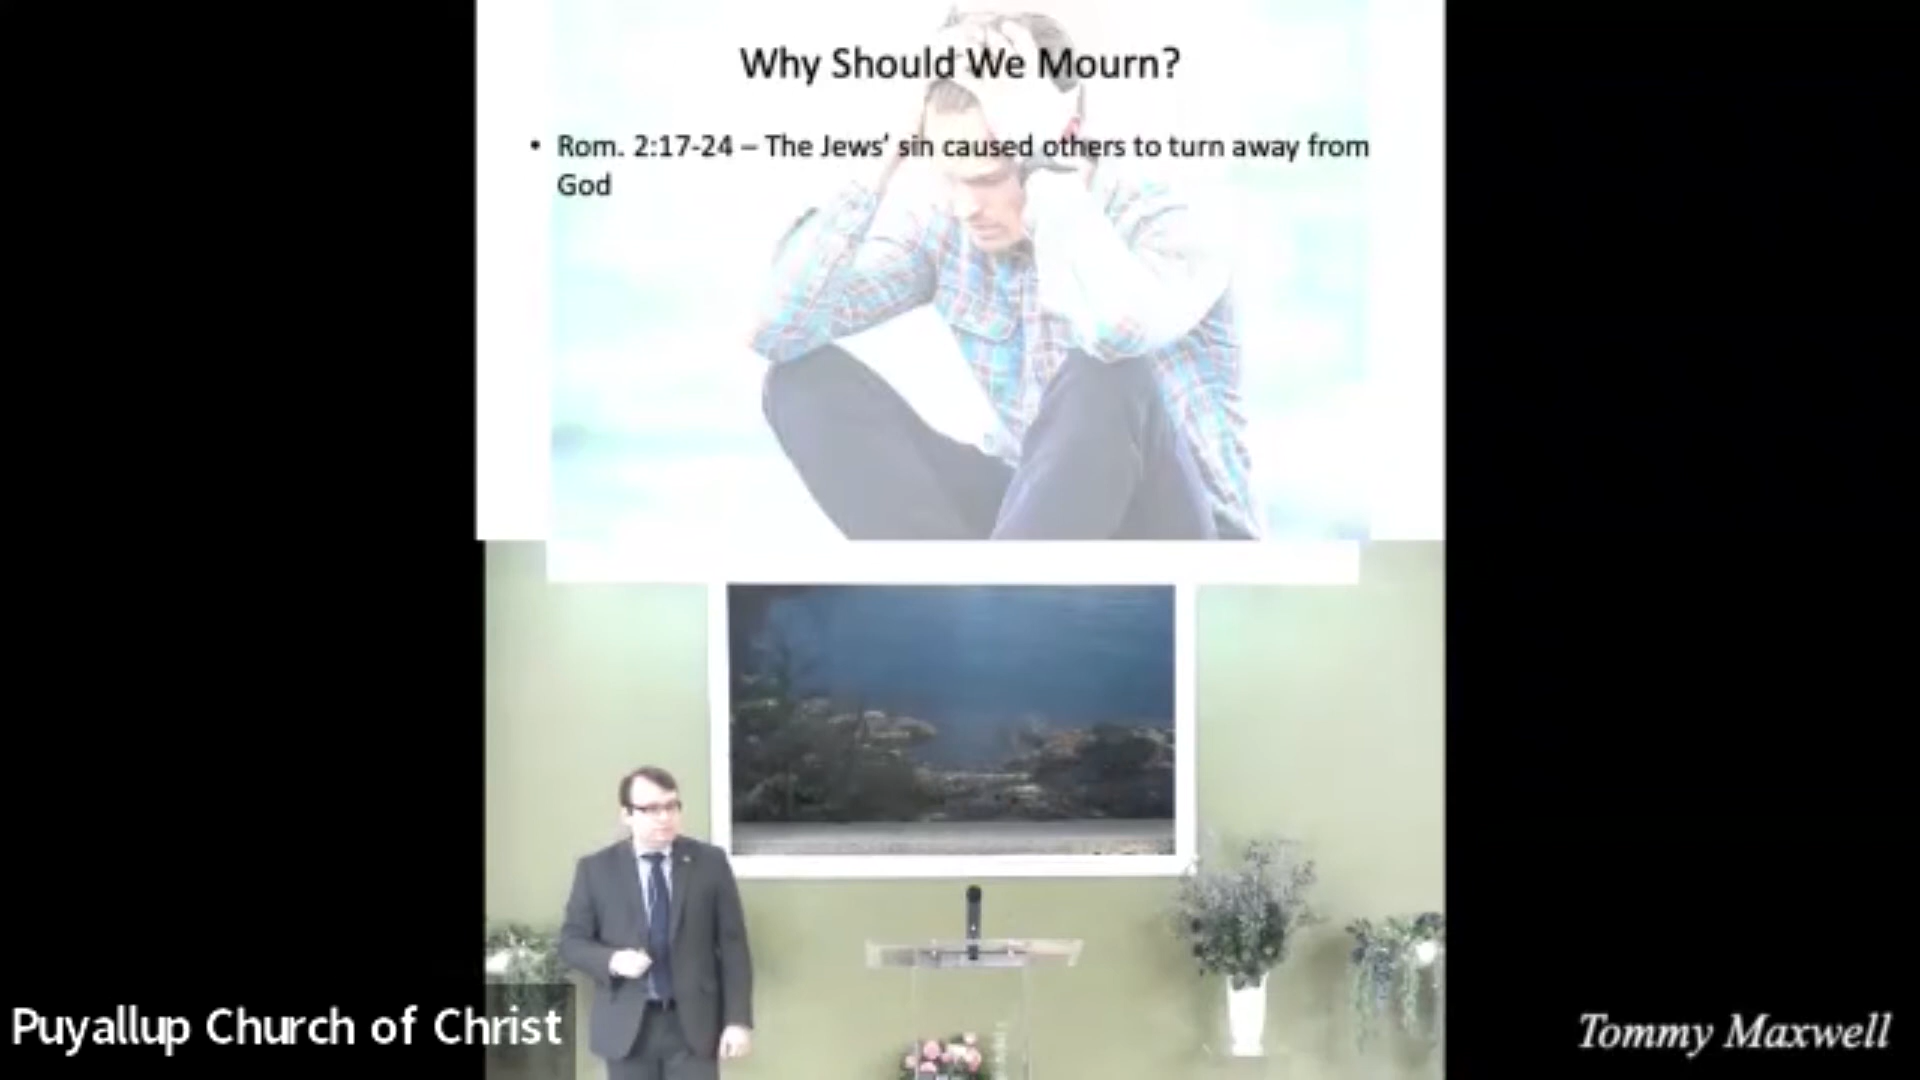 Why Should We Mourn?
• Rom. 2:17-24 – The Jews’ sin caused others to turn away from
God
Puyallup Church of Christ
Tommy Maxwell